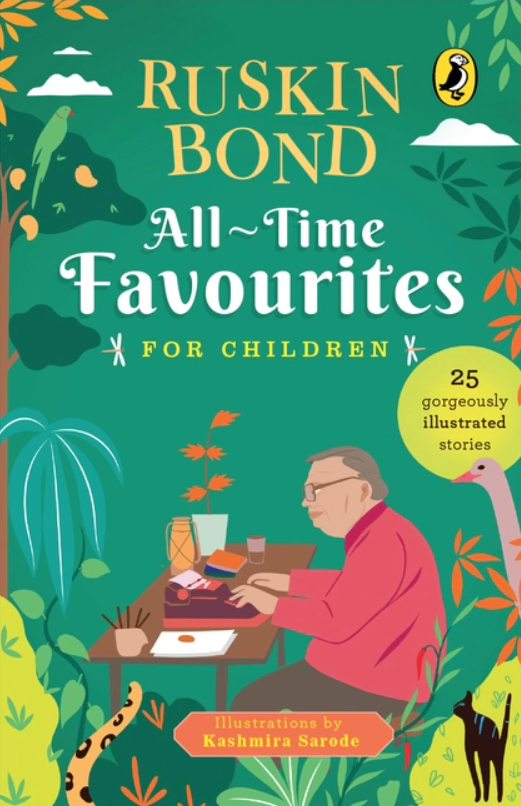 RUSKIN
BOND
All~Time
Favourites
FOR CHILDREN
25
gorgeously
illustrated
stories
Illustrations by
Kashmira Sarode